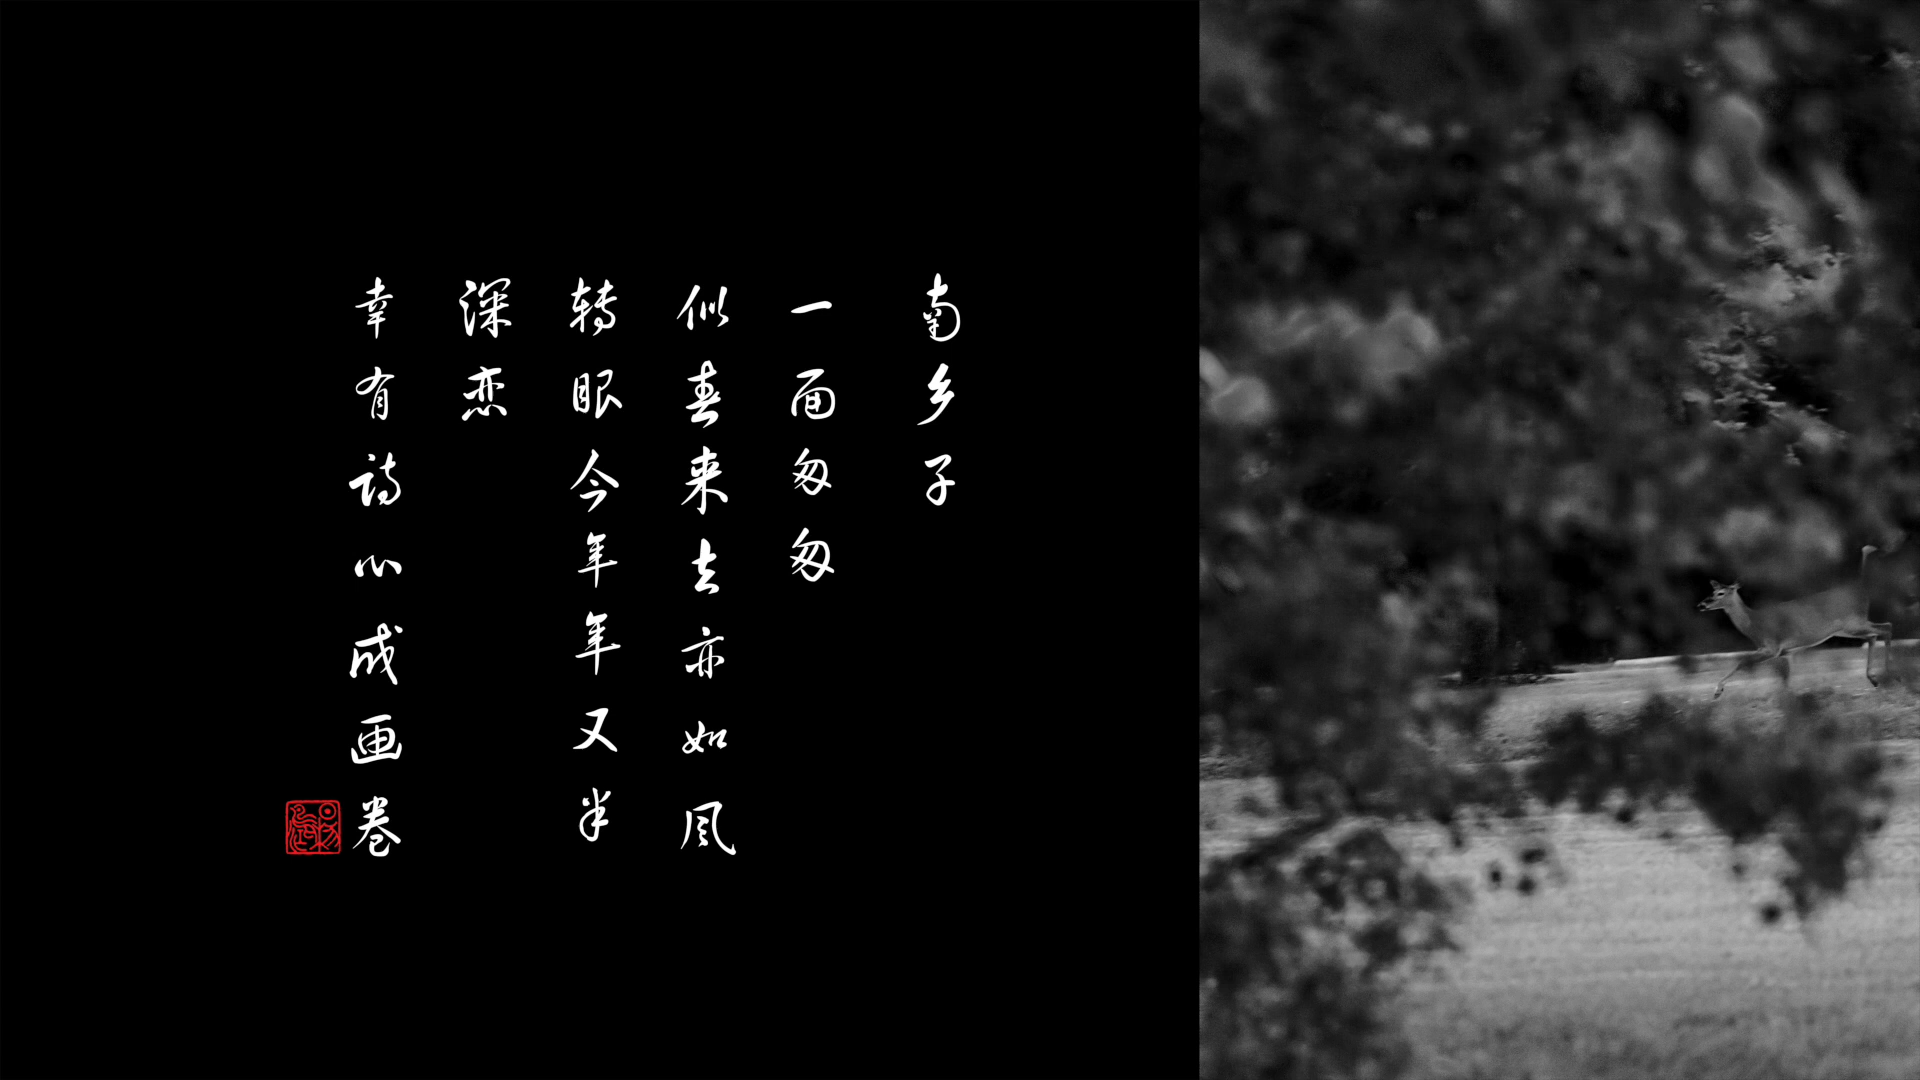 南乡子
一面匆匆
似春来去亦如风
转眼今年年又半
深恋
幸有诗心成画卷